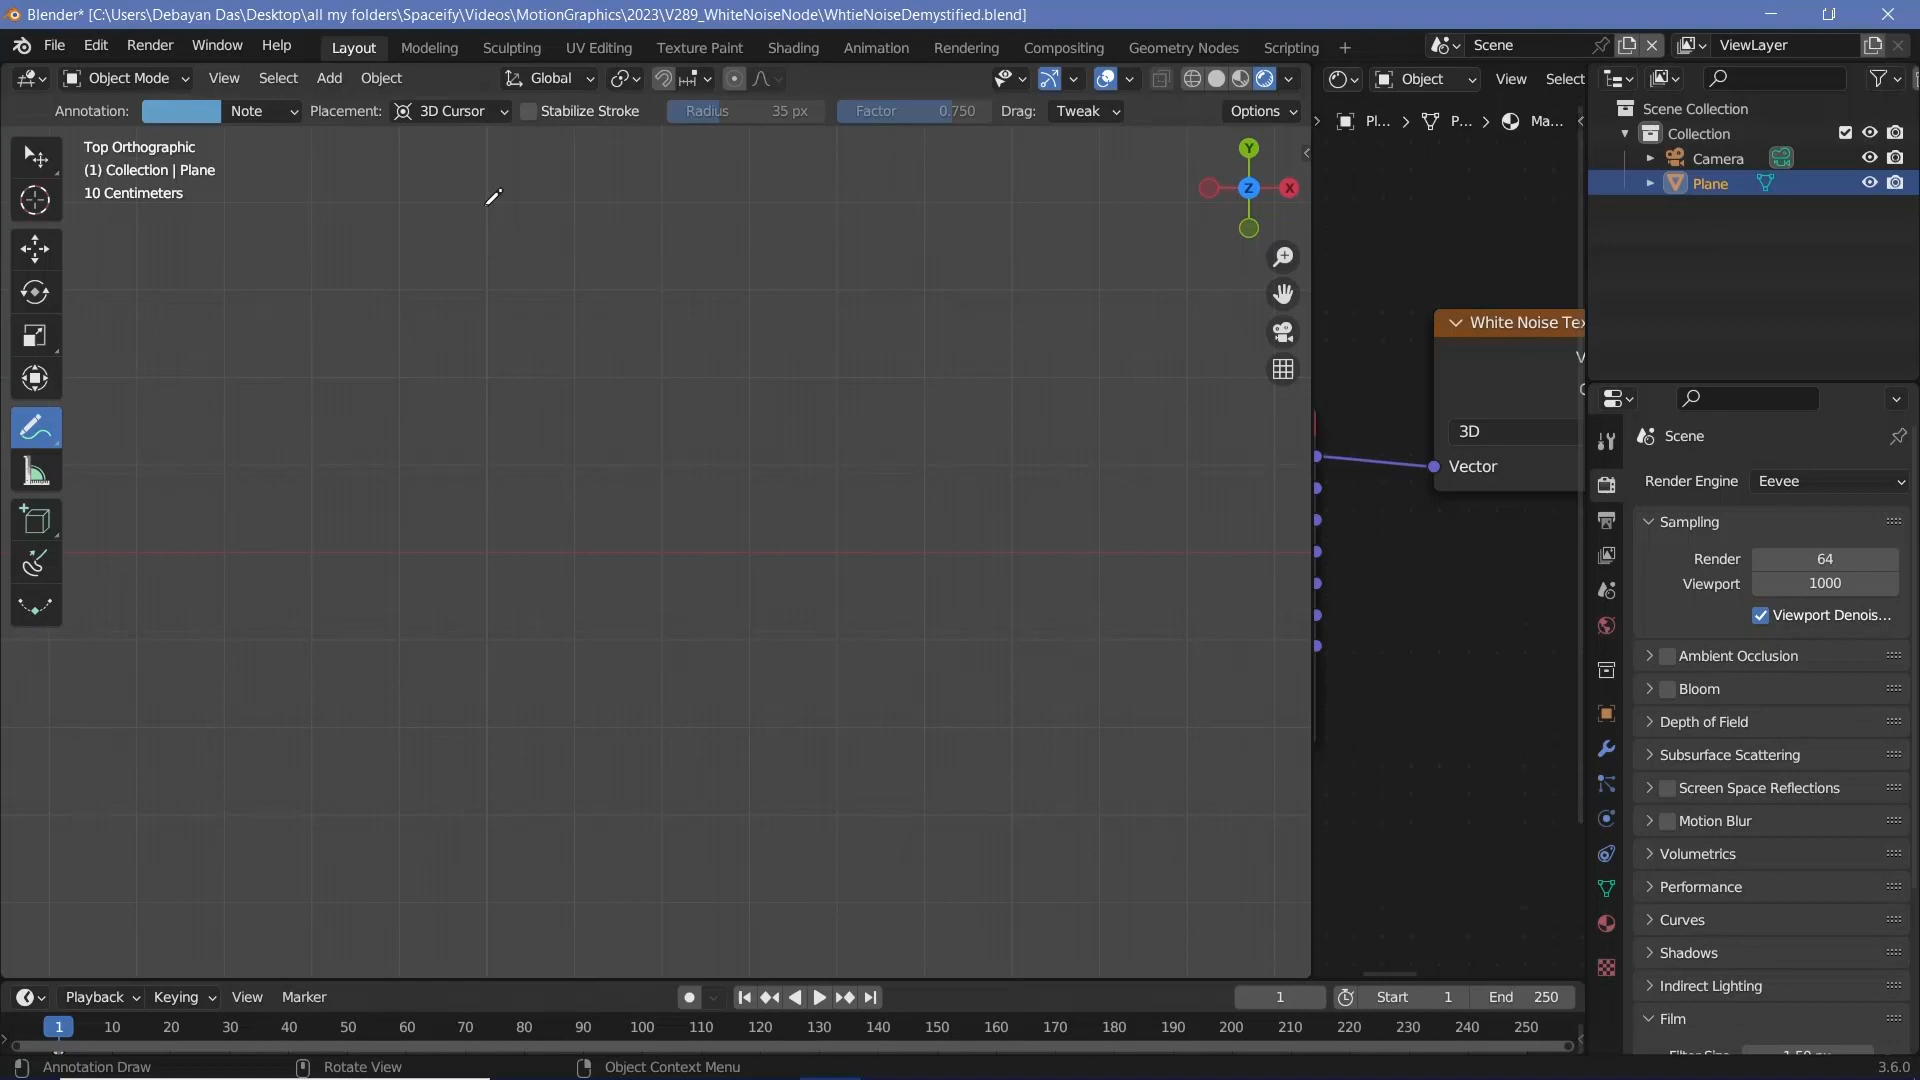 Blender* [C:\Users\Debayan Das\Desktop\all my folders\Spaceify\Videos\MotionGraphics\2023\V289_WhiteNoiseNode\WhtieNoiseDemystified.blend]
File Edit Render Window Help Layout Modeling Sculpting UV Editing Texture Paint Shading Animation Rendering Compositing Geometry Nodes Scripting + Scene ViewLayer
Object Mode View Select Add Object Global Object View Select
Annotation: Note Placement: 3D Cursor Stabilize Stroke Radius 35 px Factor 0.750 Drag: Tweak Options
Pl... P... Ma...
Scene Collection
Collection
Camera
Plane
Top Orthographic
(1) Collection | Plane
10 Centimeters
Y
Z X
White Noise Tex
3D
Vector
Scene
Render Engine Eevee
Sampling
Render 64
Viewport 1000
Viewport Denois...
Ambient Occlusion
Bloom
Depth of Field
Subsurface Scattering
Screen Space Reflections
Motion Blur
Volumetrics
Performance
Curves
Shadows
Indirect Lighting
Film
Playback Keying View Marker 1 Start 1 End 250
1 10 20 30 40 50 60 70 80 90 100 110 120 130 140 150 160 170 180 190 200 210 220 230 240 250
Annotation Draw Rotate View Object Context Menu 3.6.0